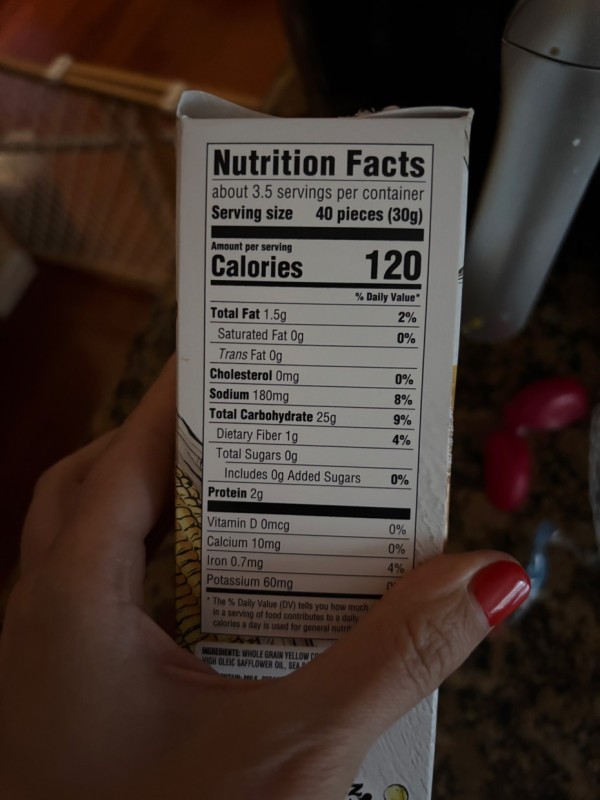 Nutrition Facts
about 3.5 servings per container
Serving size 40 pieces (30g)
Amount per serving
Calories 120
% Daily Value*
Total Fat 1.5g 2%
Saturated Fat 0g 0%
Trans Fat 0g
Cholesterol 0mg 0%
Sodium 180mg 8%
Total Carbohydrate 25g 9%
Dietary Fiber 1g 4%
Total Sugars 0g
Includes 0g Added Sugars 0%
Protein 2g
Vitamin D 0mcg 0%
Calcium 10mg 0%
Iron 0.7mg 4%
Potassium 60mg
* The % Daily Value (DV) tells you how much
in a serving of food contributes to a daily
calories a day is used for general
INGREDIENTS: WHOLE GRAIN YELLOW
HIGH OLEIC SAFFLOWER OIL, SEA